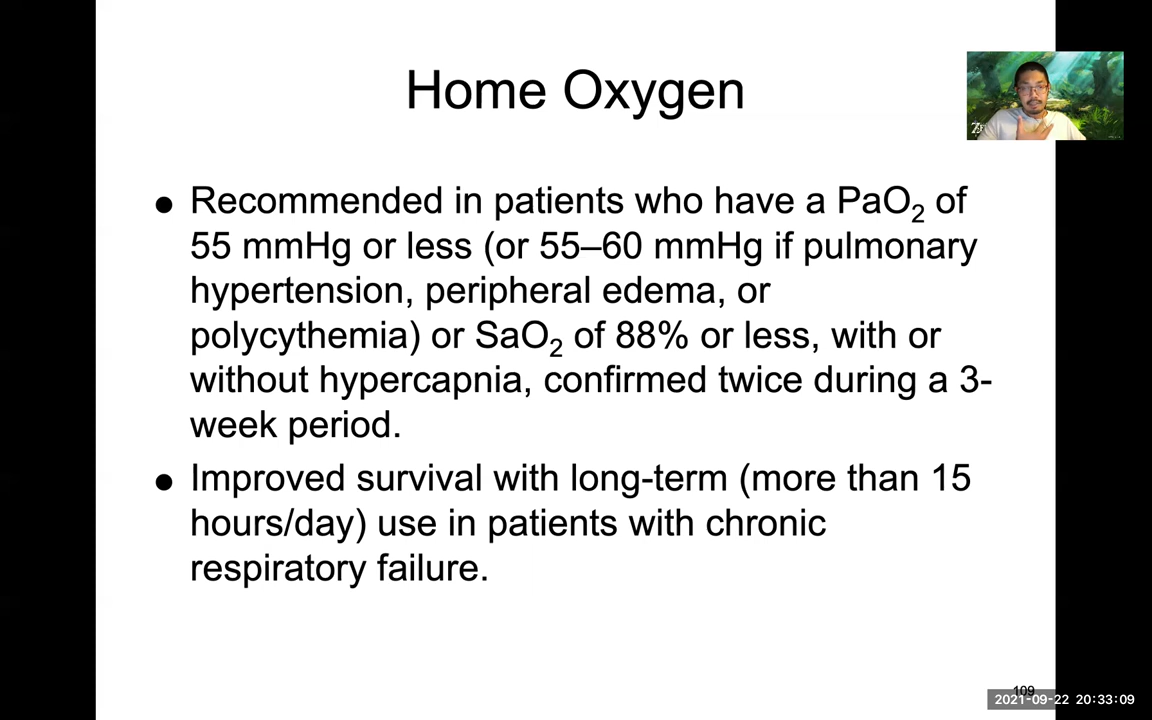 Home Oxygen
● Recommended in patients who have a PaO₂ of
55 mmHg or less (or 55–60 mmHg if pulmonary
hypertension, peripheral edema, or
polycythemia) or SaO₂ of 88% or less, with or
without hypercapnia, confirmed twice during a 3-
week period.
● Improved survival with long-term (more than 15
hours/day) use in patients with chronic
respiratory failure.
109
2021-09-22 20:33:09